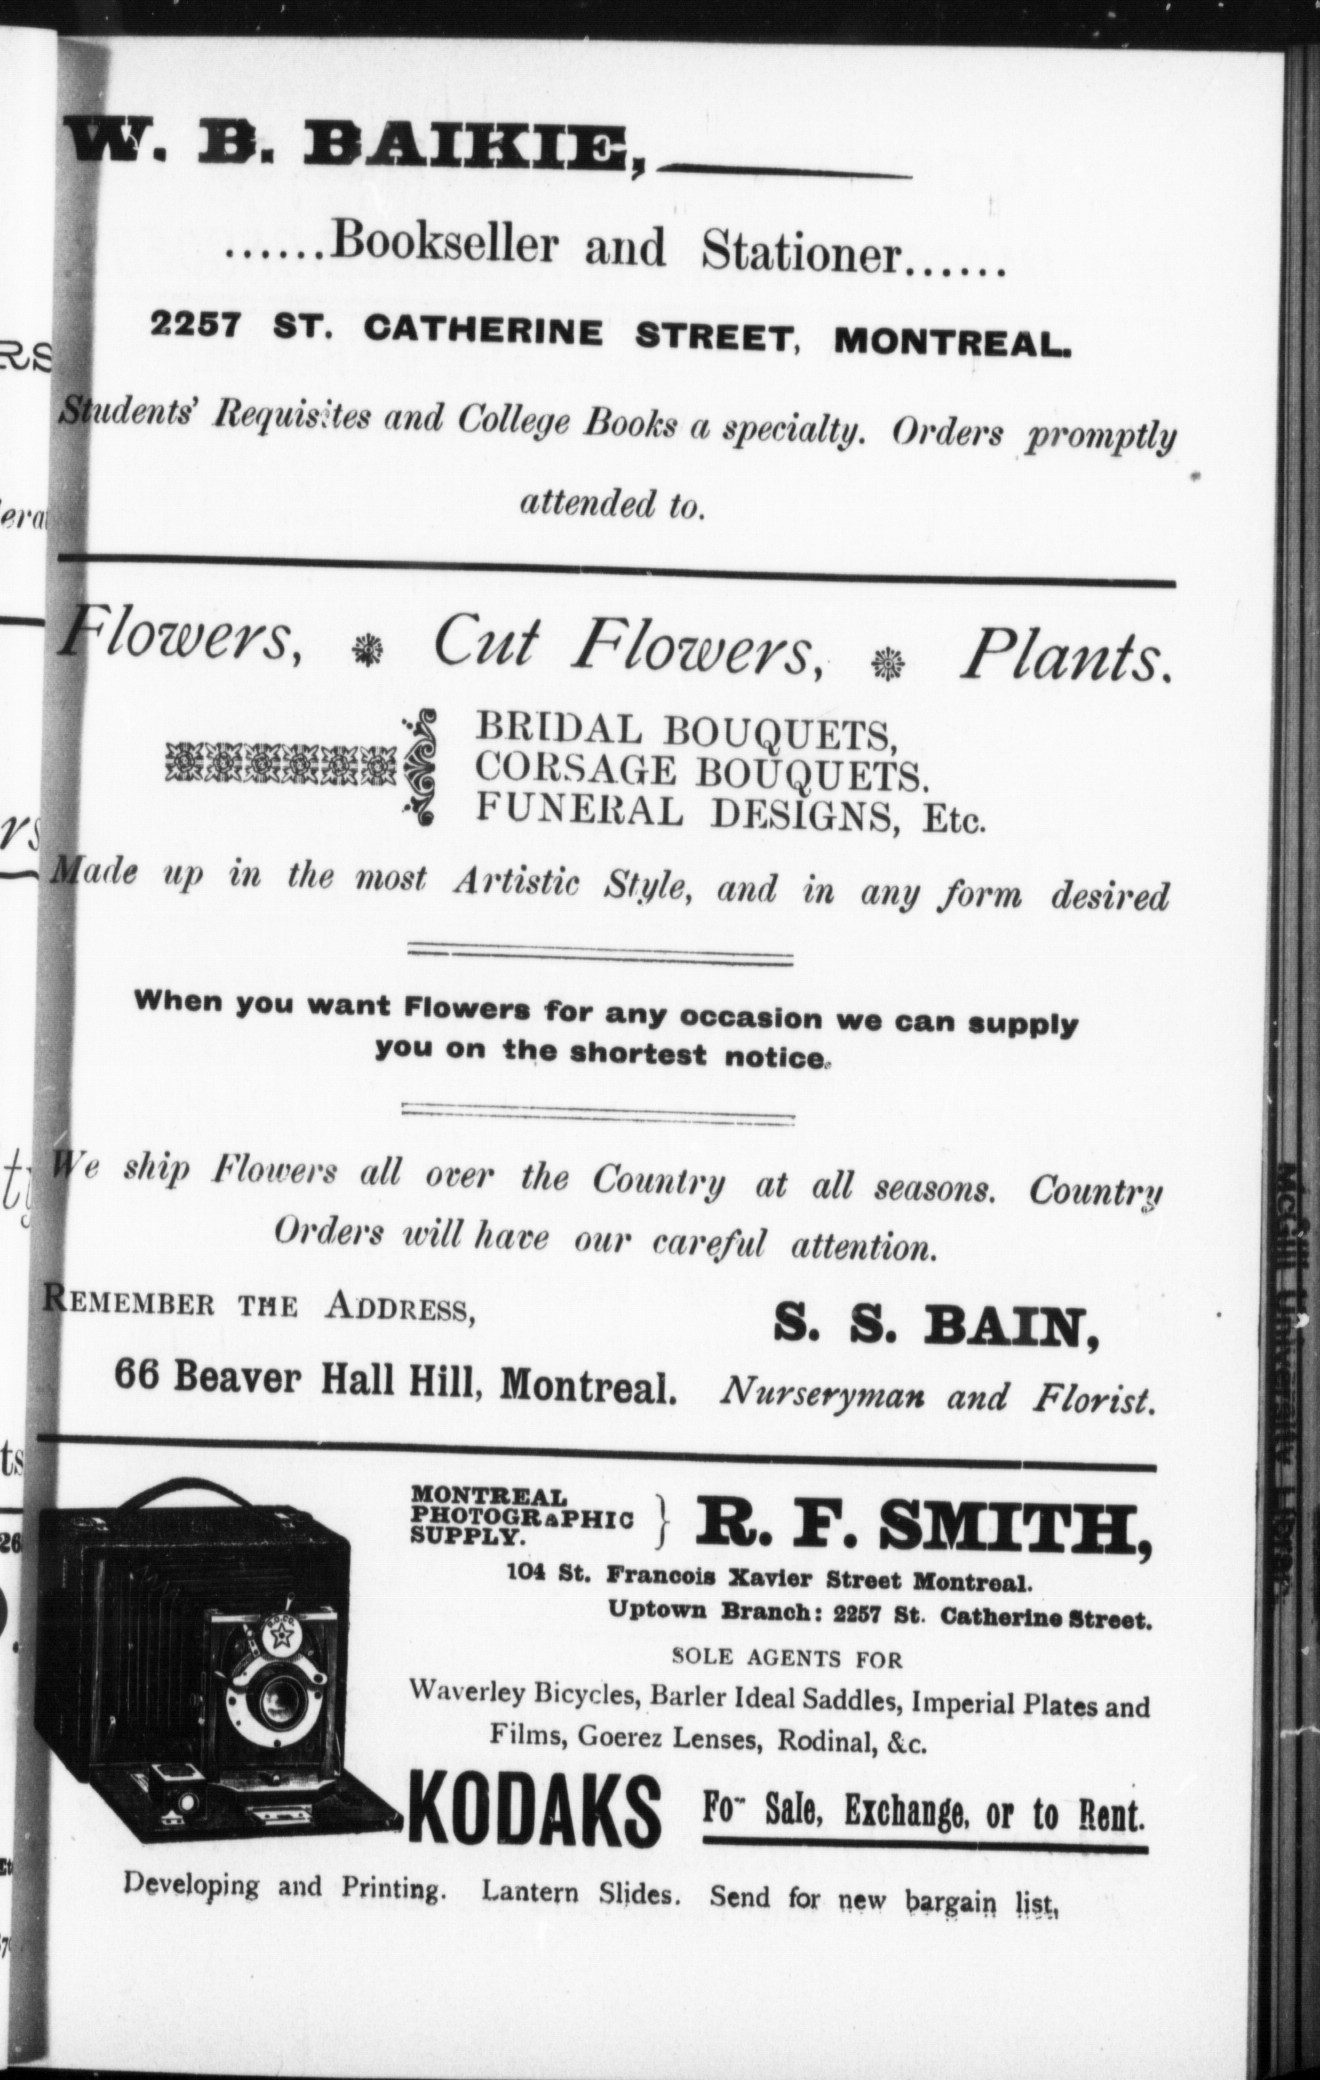 W. B. BAIKIE,
......Bookseller and Stationer......
2257 ST. CATHERINE STREET, MONTREAL.
Students' Requisites and College Books a specialty. Orders promptly
attended to.
Flowers, Cut Flowers, Plants.
BRIDAL BOUQUETS,
CORSAGE BOUQUETS.
FUNERAL DESIGNS, Etc.
Made up in the most Artistic Style, and in any form desired
When you want Flowers for any occasion we can supply
you on the shortest notice.
We ship Flowers all over the Country at all seasons. Country
Orders will have our careful attention.
REMEMBER THE ADDRESS,
66 Beaver Hall Hill, Montreal.
S. S. BAIN,
Nurseryman and Florist.
MONTREAL
PHOTOGRaPHIC
SUPPLY.
} R. F. SMITH,
104 St. Francois Xavier Street Montreal.
Uptown Branch: 2257 St. Catherine Street.
SOLE AGENTS FOR
Waverley Bicycles, Barler Ideal Saddles, Imperial Plates and
Films, Goerez Lenses, Rodinal, &c.
KODAKS For Sale, Exchange, or to Rent.
Developing and Printing. Lantern Slides. Send for new bargain list,
McGill University